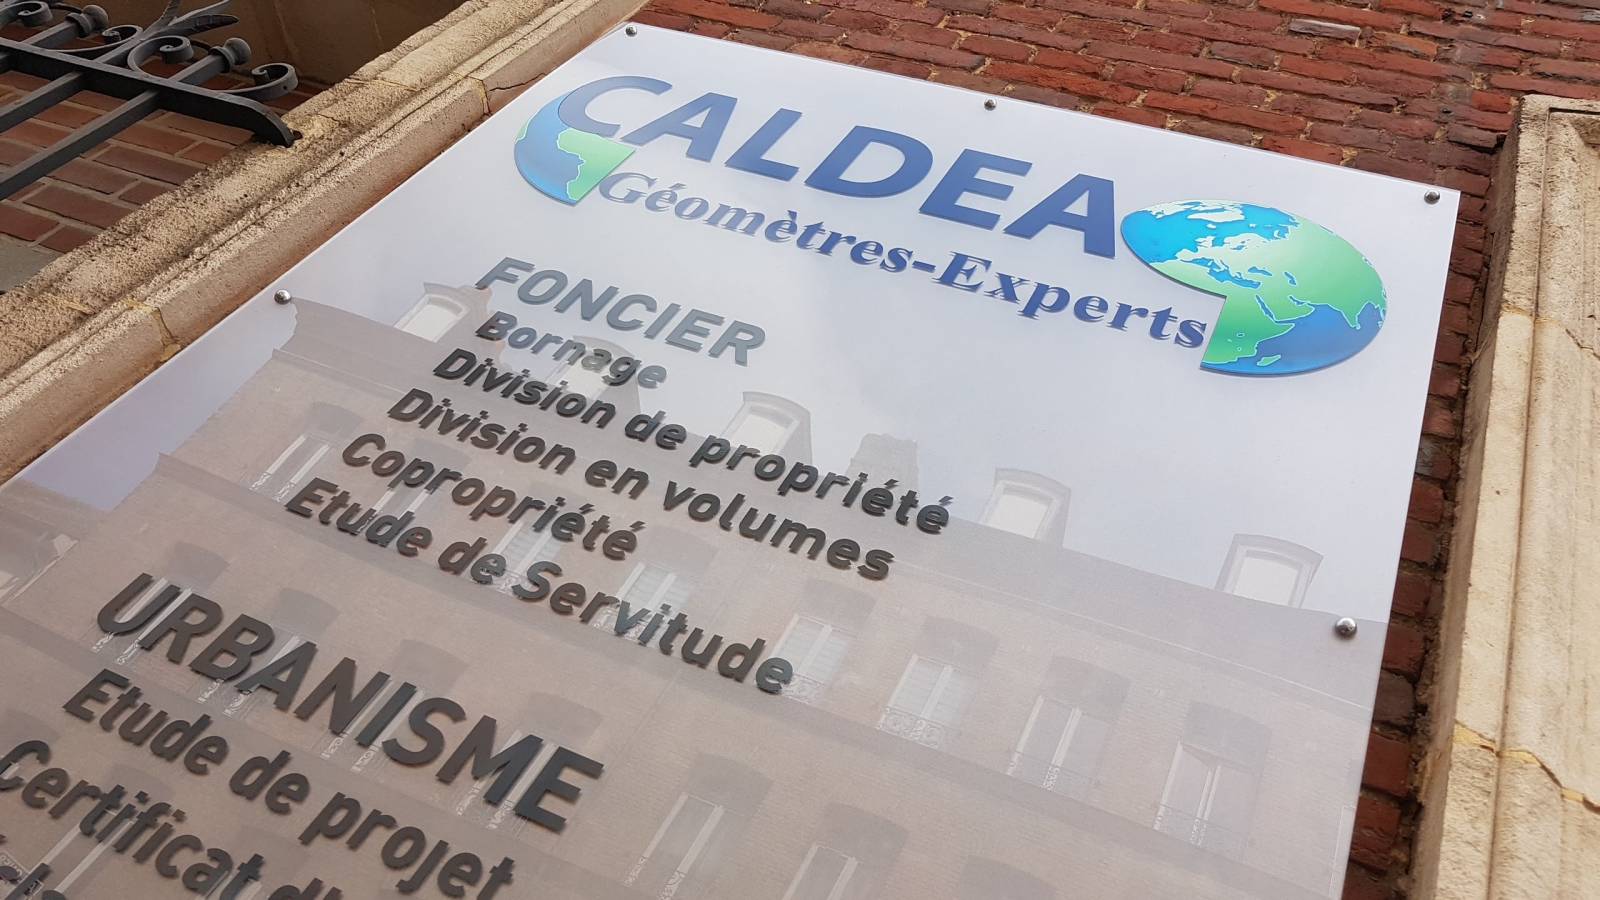 CALDEA
Géomètres-Experts
FONCIER
Bornage
Division de propriété
Division en volumes
Copropriété
Etude de Servitude
URBANISME
Etude de projet
Certificat